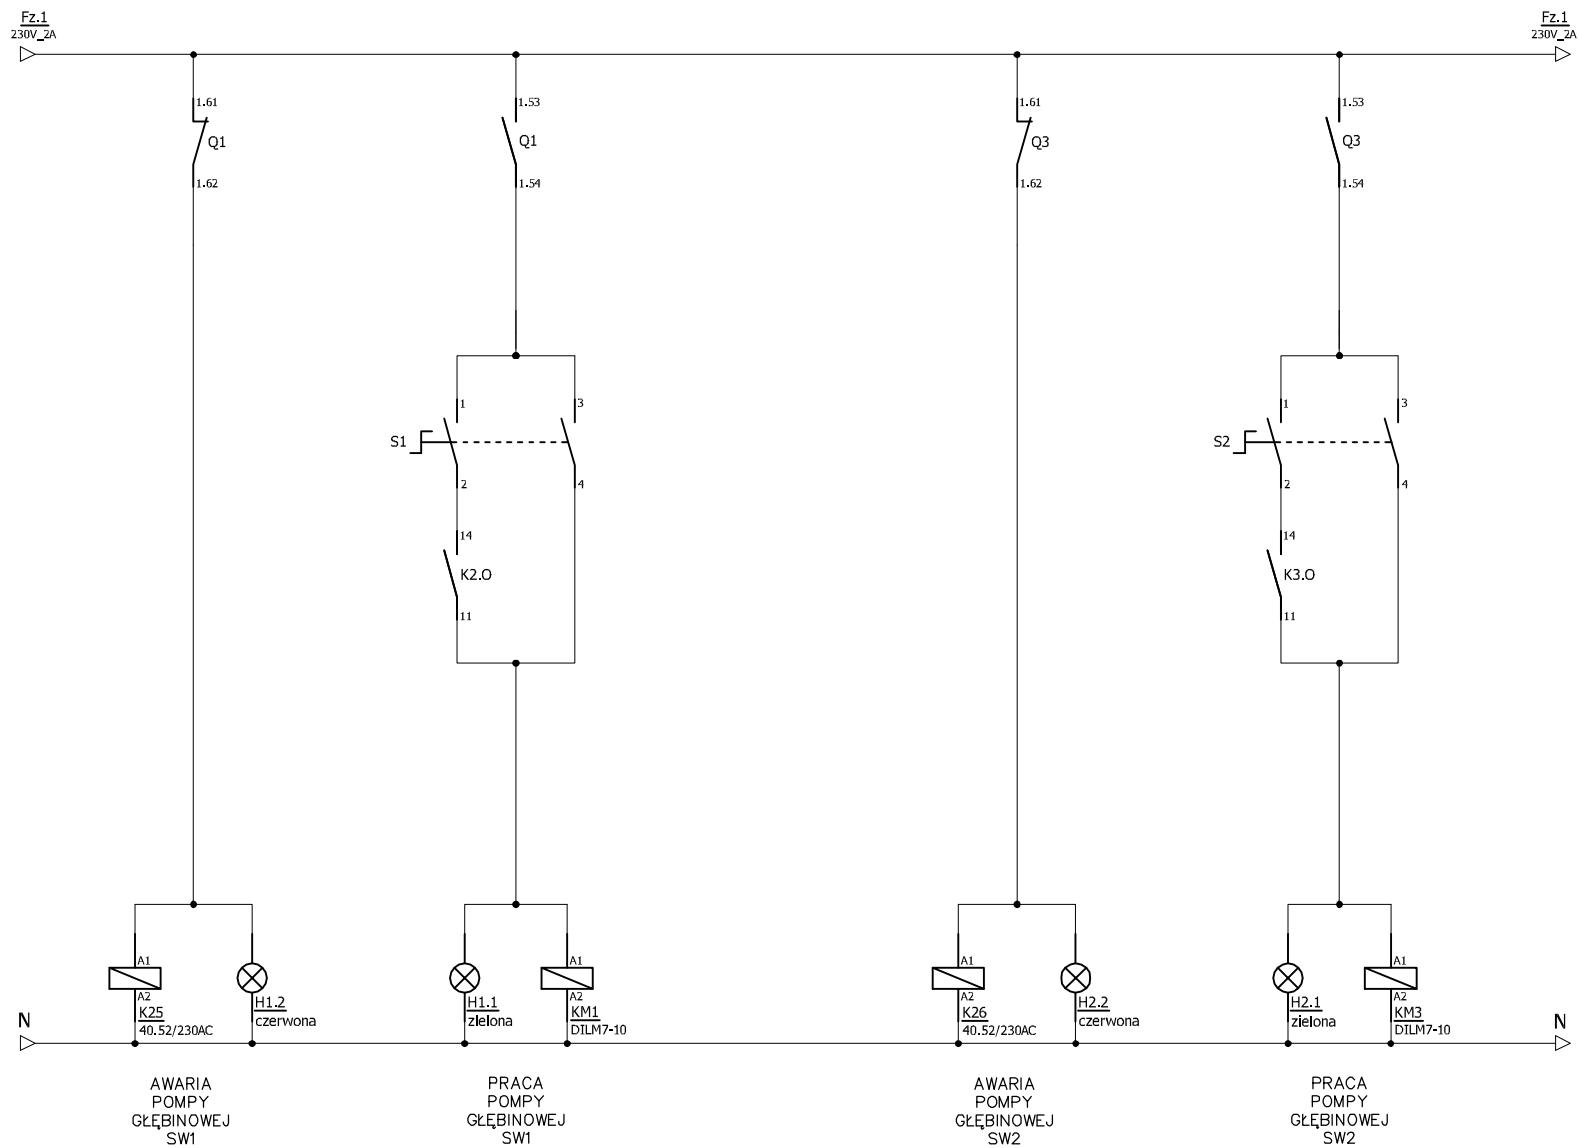 Fz.1
230V_2A
Fz.1
230V_2A
1.61
Q1
1.62
1.53
Q1
1.54
1.61
Q3
1.62
1.53
Q3
1.54
1
3
S1
2
4
14
K2.O
11
1
3
S2
2
4
14
K3.O
11
A1
A2
K25
40.52/230AC
H1.2
czerwona
H1.1
zielona
A1
A2
KM1
DILM7-10
A1
A2
K26
40.52/230AC
H2.2
czerwona
H2.1
zielona
A1
A2
KM3
DILM7-10
N
N
AWARIA
POMPY
GŁĘBINOWEJ
SW1
PRACA
POMPY
GŁĘBINOWEJ
SW1
AWARIA
POMPY
GŁĘBINOWEJ
SW2
PRACA
POMPY
GŁĘBINOWEJ
SW2